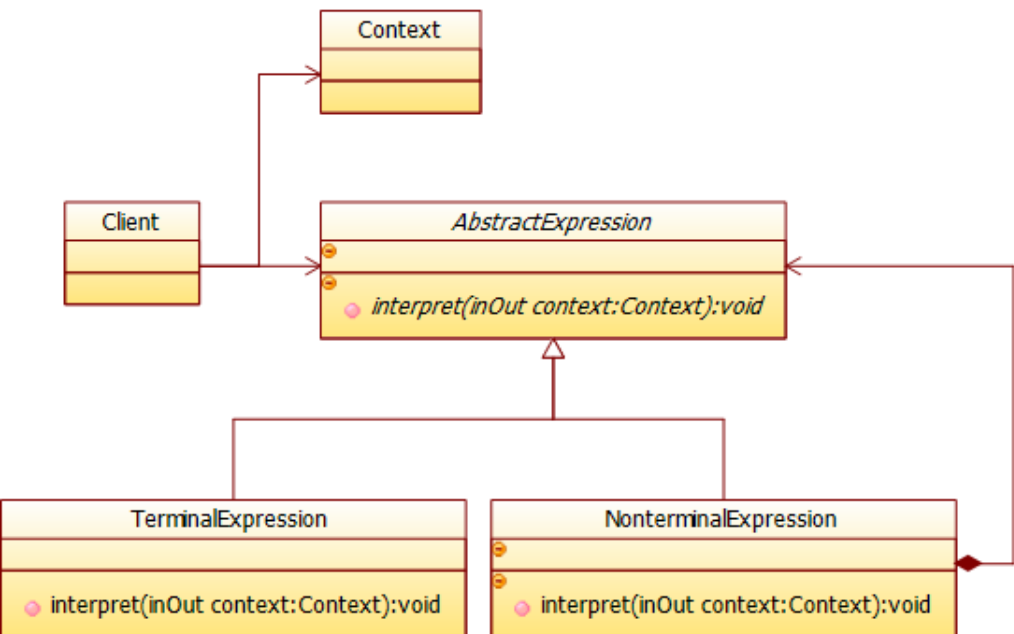 Context
Client
AbstractExpression
interpret(inOut context:Context):void
TerminalExpression
NonterminalExpression
interpret(inOut context:Context):void
interpret(inOut context:Context):void